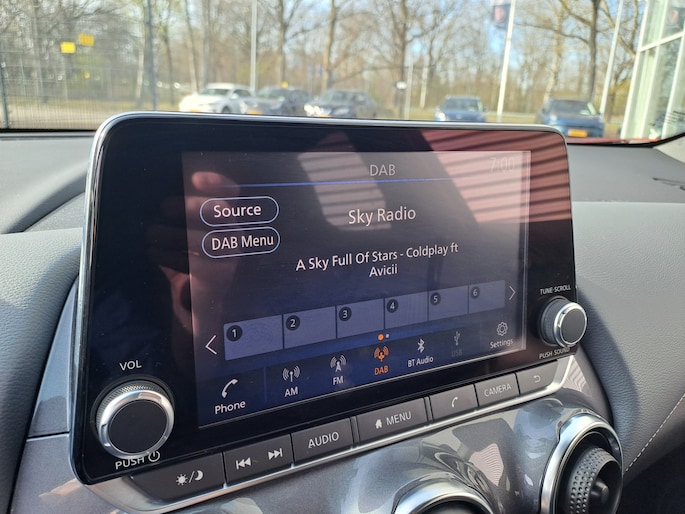 DAB
7:00
Source
Sky Radio
DAB Menu
A Sky Full Of Stars - Coldplay ft
Avicii
1
2
3
4
5
6
Phone
AM
FM
DAB
BT Audio
USB
Settings
TUNE-SCROLL
PUSH SOUND
VOL
PUSH
AUDIO
MENU
CAMERA